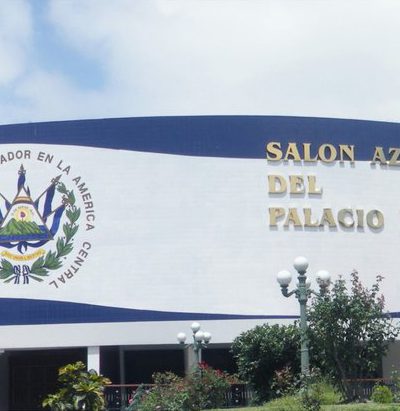 ADOR EN LA AMERICA CENTRAL
SALON AZ
DEL
PALACIO